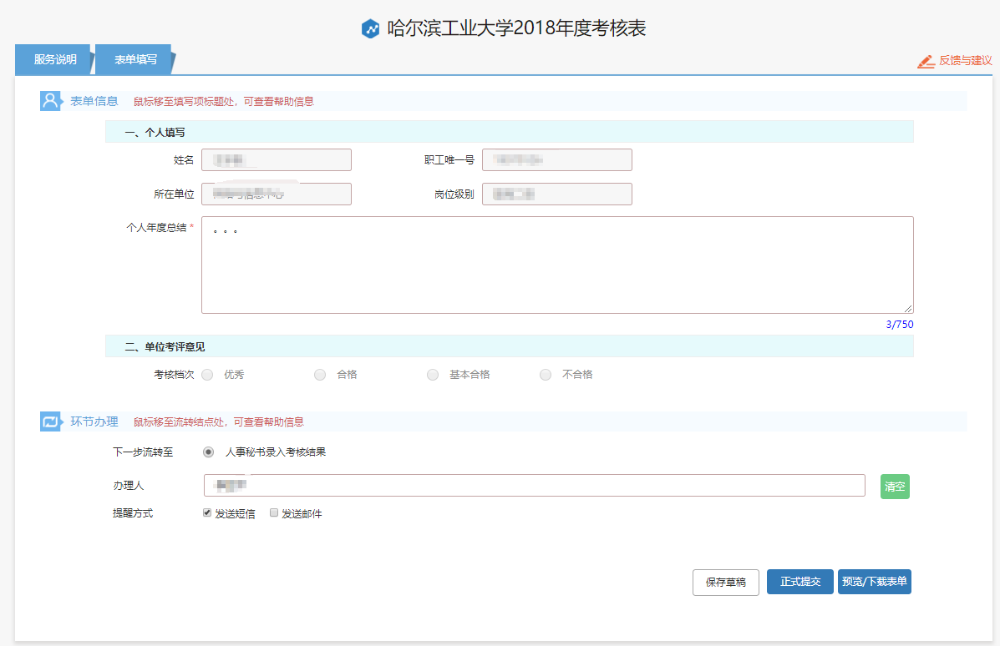 哈尔滨工业大学2018年度考核表
服务说明 表单填写 反馈与建议
表单信息 鼠标移至填写项标题处，可查看帮助信息
一、个人填写
姓名 职工唯一号
所在单位 岗位级别
个人年度总结 * 。。。
3/750
二、单位考评意见
考核档次 优秀 合格 基本合格 不合格
环节办理 鼠标移至流转结点处，可查看帮助信息
下一步流转至 人事秘书录入考核结果
办理人 清空
提醒方式 发送短信 发送邮件
保存草稿 正式提交 预览/下载表单